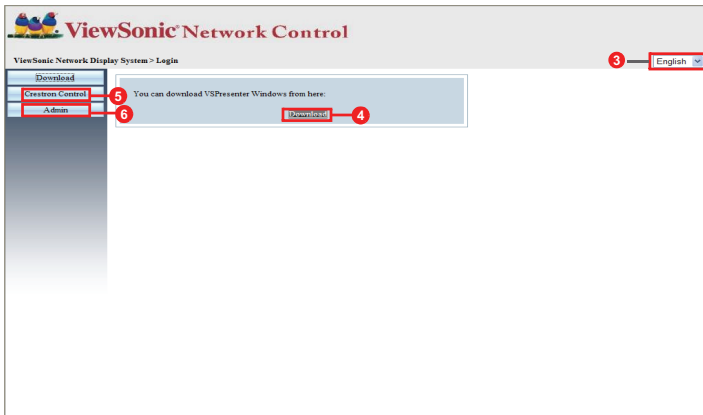 ViewSonic® Network Control
ViewSonic Network Display System > Login
3
English
Download
Crestron Control
5
You can download VSPresenter Windows from here:
Admin
6
Download
4